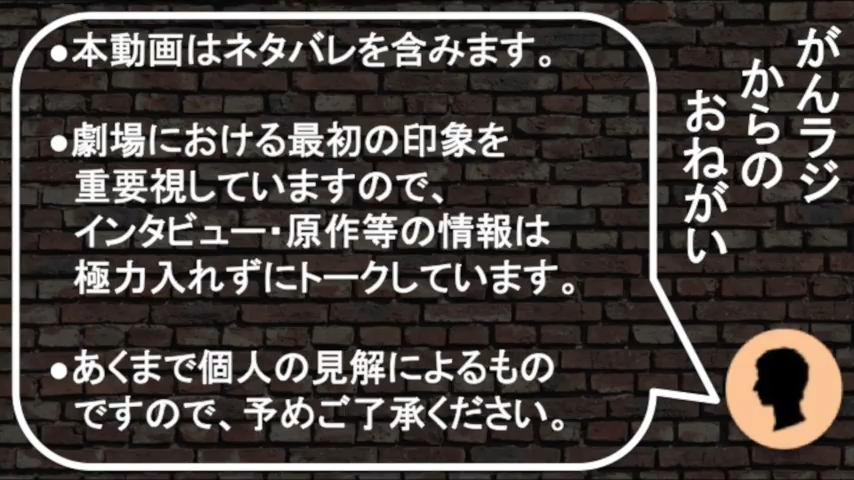 がんラジ
からの
おねがい
●本動画はネタバレを含みます。
●劇場における最初の印象を
重要視していますので、
インタビュー・原作等の情報は
極力入れずにトークしています。
●あくまで個人の見解によるもの
ですので、予めご了承ください。